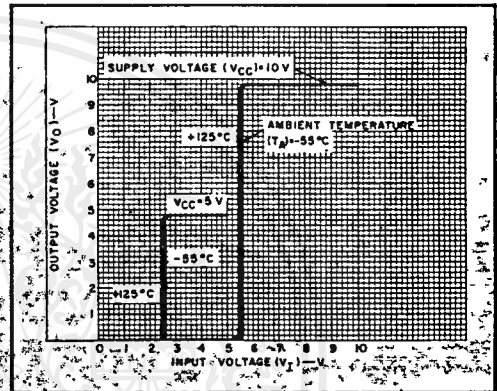 SUPPLY VOLTAGE (VCC)=10 V
+125°C
AMBIENT TEMPERATURE
(TA)=-55°C
VCC=5 V
-55°C
+125°C
OUTPUT VOLTAGE (VO)—V
10
9
8
7
6
5
4
3
2
1
0 1 2 3 4 5 6 7 8 9 10
INPUT VOLTAGE (VI)—V